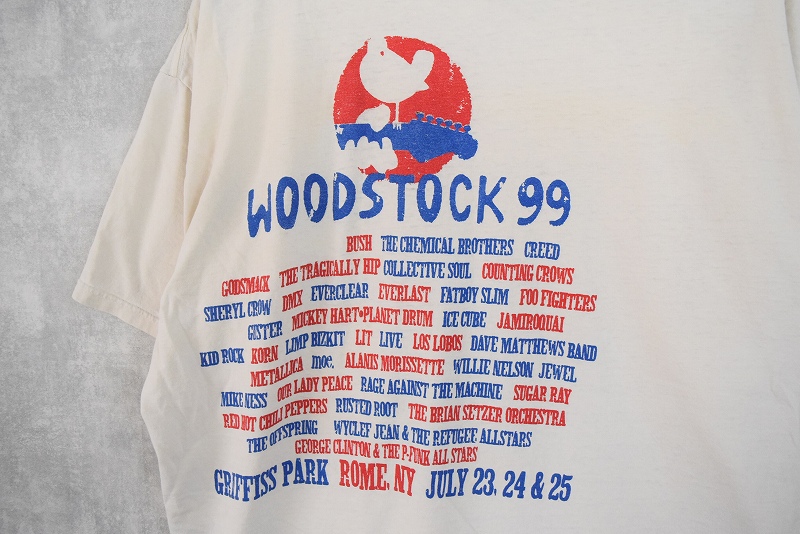 WOODSTOCK 99
BUSH THE CHEMICAL BROTHERS CREED
GODSMACK THE TRAGICALLY HIP COLLECTIVE SOUL COUNTING CROWS
SHERYL CROW DMX EVERCLEAR EVERLAST FATBOY SLIM FOO FIGHTERS
GUSTER MICKEY HART•PLANET DRUM ICE CUBE JAMIROQUAI
KID ROCK KORN LIMP BIZKIT LIT LIVE LOS LOBOS DAVE MATTHEWS BAND
METALLICA moe. ALANIS MORISSETTE WILLIE NELSON JEWEL
MIKE NESS OUR LADY PEACE RAGE AGAINST THE MACHINE SUGAR RAY
RED HOT CHILI PEPPERS RUSTED ROOT THE BRIAN SETZER ORCHESTRA
THE OFFSPRING WYCLEF JEAN & THE REFUGEE ALLSTARS
GEORGE CLINTON & THE P-FUNK ALL STARS
GRIFFISS PARK ROME, NY JULY 23, 24 & 25